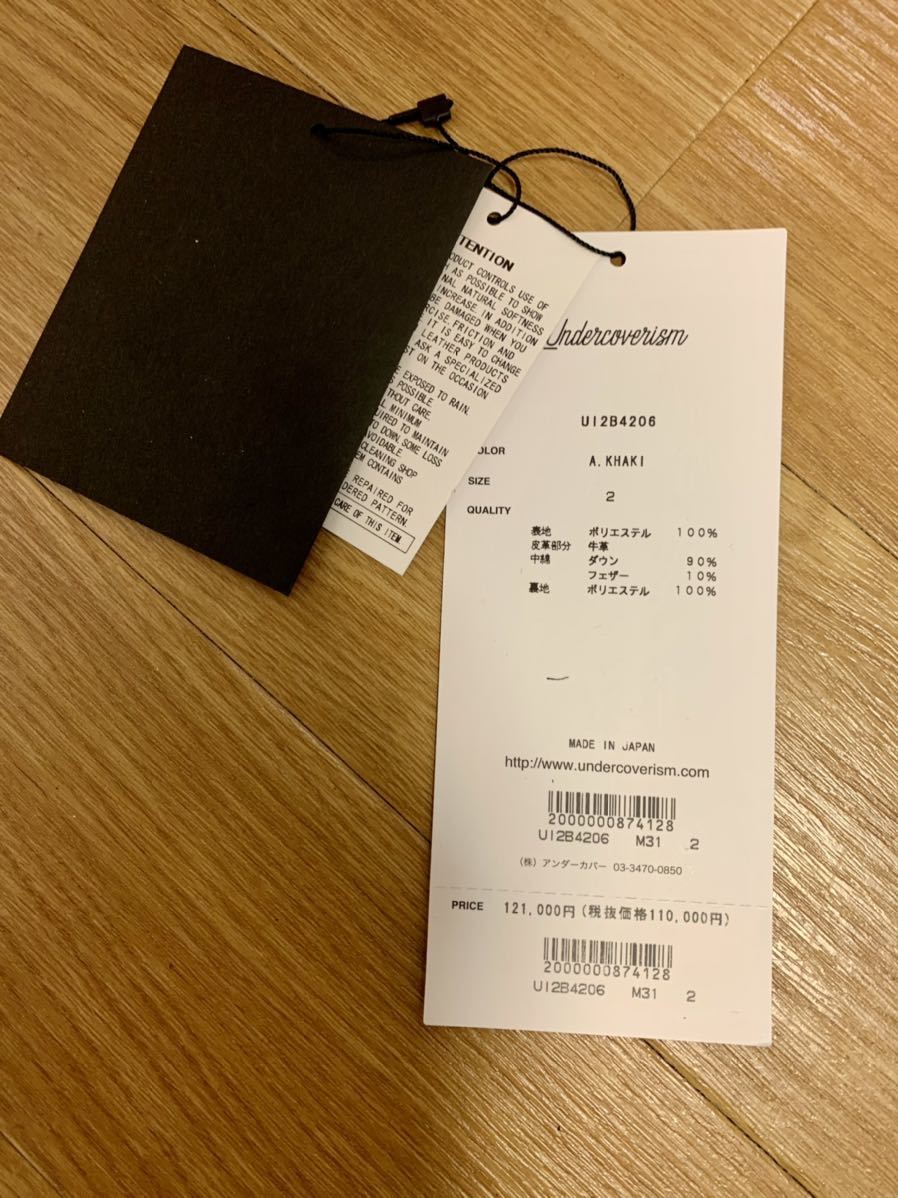 TENTION
ODUCT CONTROLS USE OF
H AS POSSIBLE TO SHOW
NAL NATURAL SOFTNESS
INCREASE IN ADDITION
BE DAMAGED WHEN YOU
RCISE FRICTION AND
E IT IS EASY TO CHANGE
LEATHER PRODUCTS
ASK A SPECIALIZED
ST ON THE OCCASION
E EXPOSED TO RAIN.
S POSSIBLE
THOUT CARE.
L MINIMUM
UIRED TO MAINTAIN
TO DOWN, SOME LOSS
VOIDABLE.
CLEANING SHOP
EM CONTAINS
REPAIRED FOR
DERED PATTERN.
CARE OF THIS ITEM.
Undercoverism
UI2B4206
OLOR A. KHAKI
SIZE 2
QUALITY
表地 ポリエステル 100%
皮革部分 牛革
中綿 ダウン 90%
フェザー 10%
裏地 ポリエステル 100%
MADE IN JAPAN
http://www.undercoverism.com
2000000874128
UI2B4206 M31 2
(株) アンダーカバー 03-3470-0850
PRICE 121,000円(税抜価格110,000円)
2000000874128
UI2B4206 M31 2